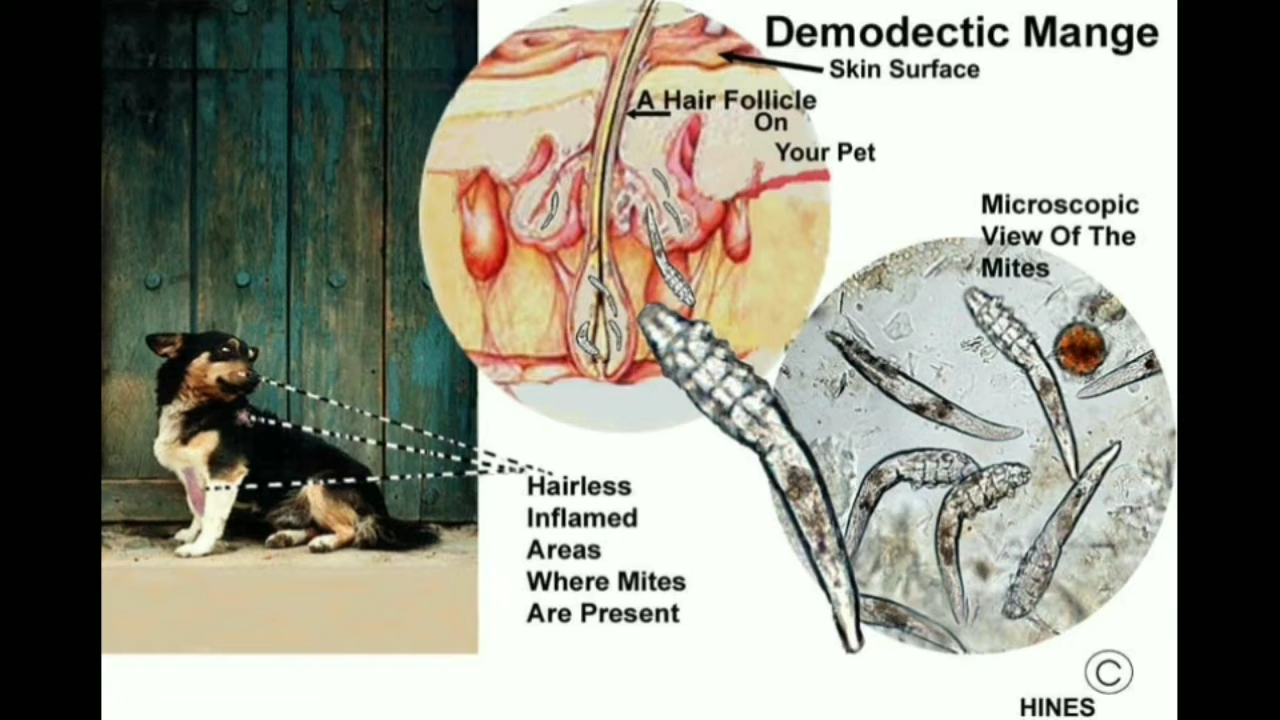 Demodectic Mange
Skin Surface
A Hair Follicle
On
Your Pet
Microscopic
View Of The
Mites
Hairless
Inflamed
Areas
Where Mites
Are Present
©
HINES